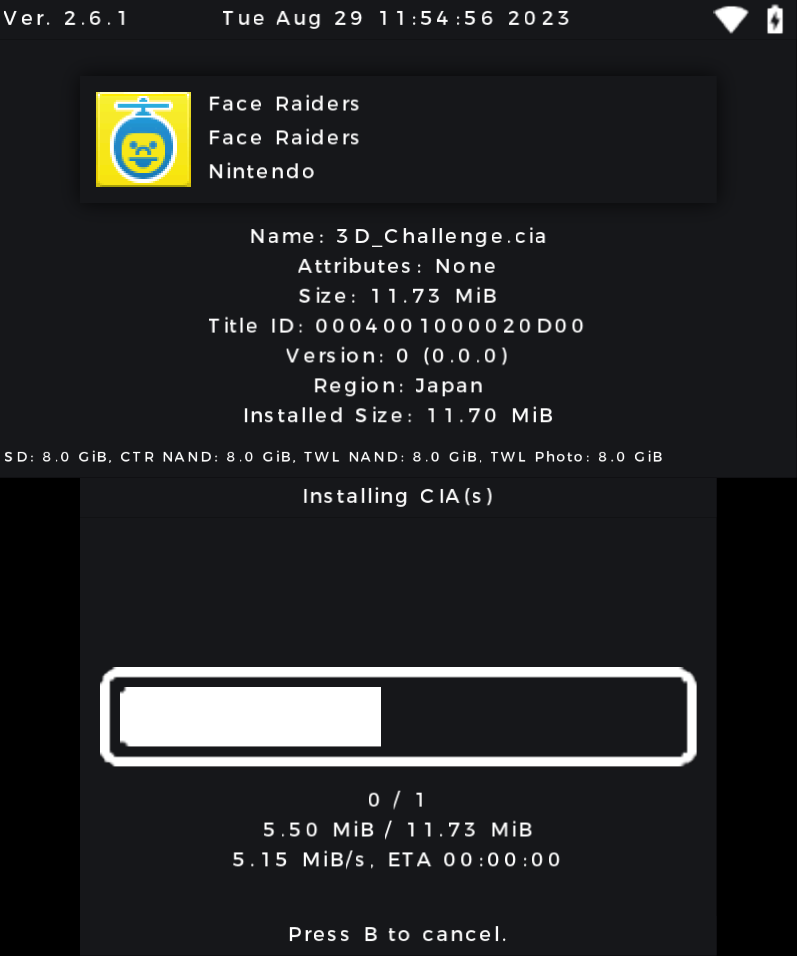 Ver. 2.6.1 Tue Aug 29 11:54:56 2023
Face Raiders
Face Raiders
Nintendo
Name: 3D_Challenge.cia
Attributes: None
Size: 11.73 MiB
Title ID: 0004001000020D00
Version: 0 (0.0.0)
Region: Japan
Installed Size: 11.70 MiB
SD: 8.0 GiB, CTR NAND: 8.0 GiB, TWL NAND: 8.0 GiB, TWL Photo: 8.0 GiB
Installing CIA(s)
0 / 1
5.50 MiB / 11.73 MiB
5.15 MiB/s, ETA 00:00:00
Press B to cancel.